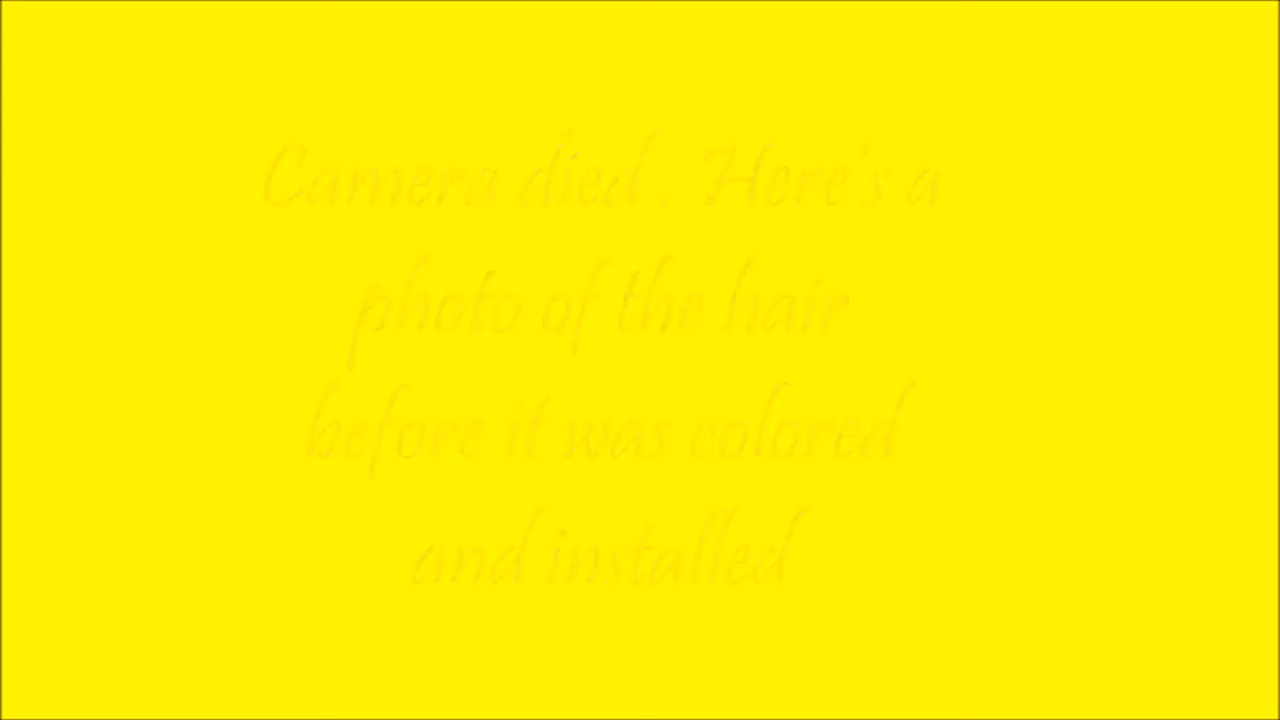 Camera died . Here's a
photo of the hair
before it was colored
and installed